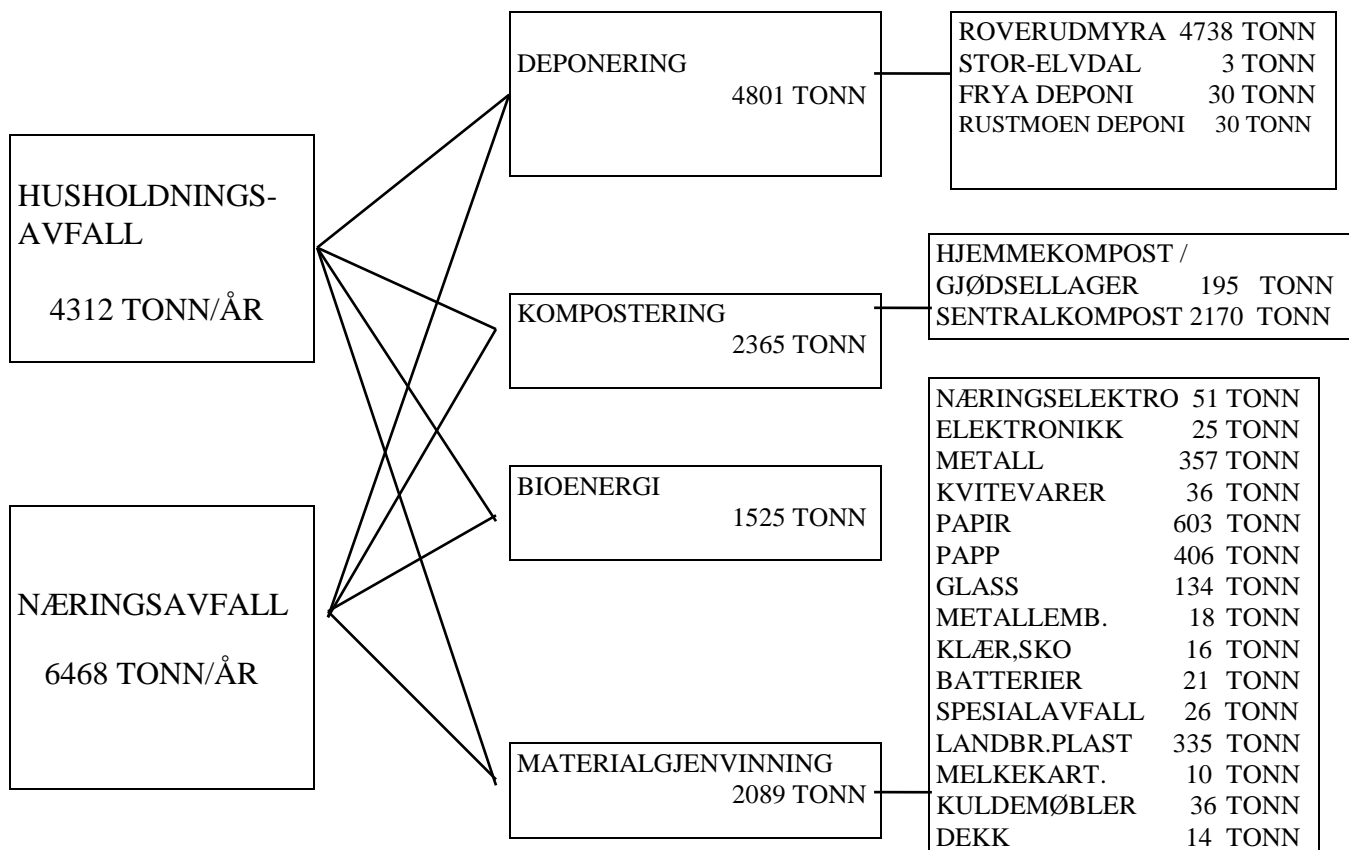 HUSHOLDNINGS-
AVFALL
4312 TONN/ÅR
NÆRINGSAVFALL
6468 TONN/ÅR
DEPONERING
4801 TONN
KOMPOSTERING
2365 TONN
BIOENERGI
1525 TONN
MATERIALGJENVINNING
2089 TONN
ROVERUDMYRA 4738 TONN
STOR-ELVDAL 3 TONN
FRYA DEPONI 30 TONN
RUSTMOEN DEPONI 30 TONN
HJEMMEKOMPOST /
GJØDSELLAGER 195 TONN
SENTRALKOMPOST 2170 TONN
NÆRINGSELEKTRO 51 TONN
ELEKTRONIKK 25 TONN
METALL 357 TONN
KVITEVARER 36 TONN
PAPIR 603 TONN
PAPP 406 TONN
GLASS 134 TONN
METALLEMB. 18 TONN
KLÆR,SKO 16 TONN
BATTERIER 21 TONN
SPESIALAVFALL 26 TONN
LANDBR.PLAST 335 TONN
MELKEKART. 10 TONN
KULDEMØBLER 36 TONN
DEKK 14 TONN